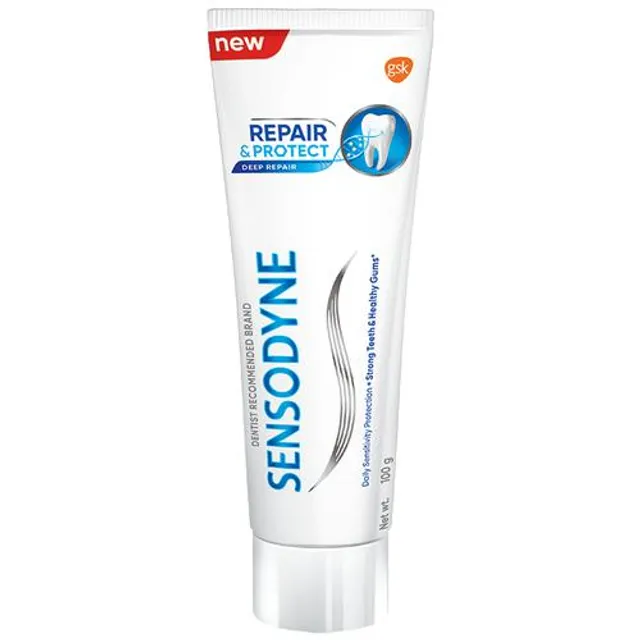 new
gsk
REPAIR
& PROTECT
DEEP REPAIR
SENSODYNE
DENTIST RECOMMENDED BRAND
Daily Sensitivity Protection • Strong Teeth & Healthy Gums*
Net wt. 100 g